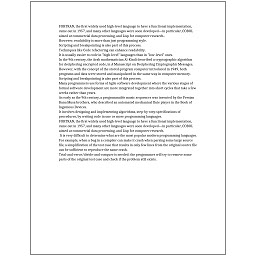 FORTRAN, the first widely used high-level language to have a functional implementation,
came out in 1957, and many other languages were soon developed—in particular, COBOL
aimed at commercial data processing, and Lisp for computer research.
However, readability is more than just programming style.
Scripting and breakpointing is also part of this process.
Techniques like Code refactoring can enhance readability.
It is usually easier to code in "high-level" languages than in "low-level" ones.
In the 9th century, the Arab mathematician Al-Kindi described a cryptographic algorithm
for deciphering encrypted code, in A Manuscript on Deciphering Cryptographic Messages.
However, with the concept of the stored-program computer introduced in 1949, both
programs and data were stored and manipulated in the same way in computer memory.
Scripting and breakpointing is also part of this process.
Many programmers use forms of Agile software development where the various stages of
formal software development are more integrated together into short cycles that take a few
weeks rather than years.
As early as the 9th century, a programmable music sequencer was invented by the Persian
Banu Musa brothers, who described an automated mechanical flute player in the Book of
Ingenious Devices.
It involves designing and implementing algorithms, step-by-step specifications of
procedures, by writing code in one or more programming languages.
FORTRAN, the first widely used high-level language to have a functional implementation,
came out in 1957, and many other languages were soon developed—in particular, COBOL
aimed at commercial data processing, and Lisp for computer research.
It is very difficult to determine what are the most popular modern programming languages.
For example, when a bug in a compiler can make it crash when parsing some large source
file, a simplification of the test case that results in only few lines from the original source file
can be sufficient to reproduce the same crash.
Trial-and-error/divide-and-conquer is needed: the programmer will try to remove some
parts of the original test case and check if the problem still exists.